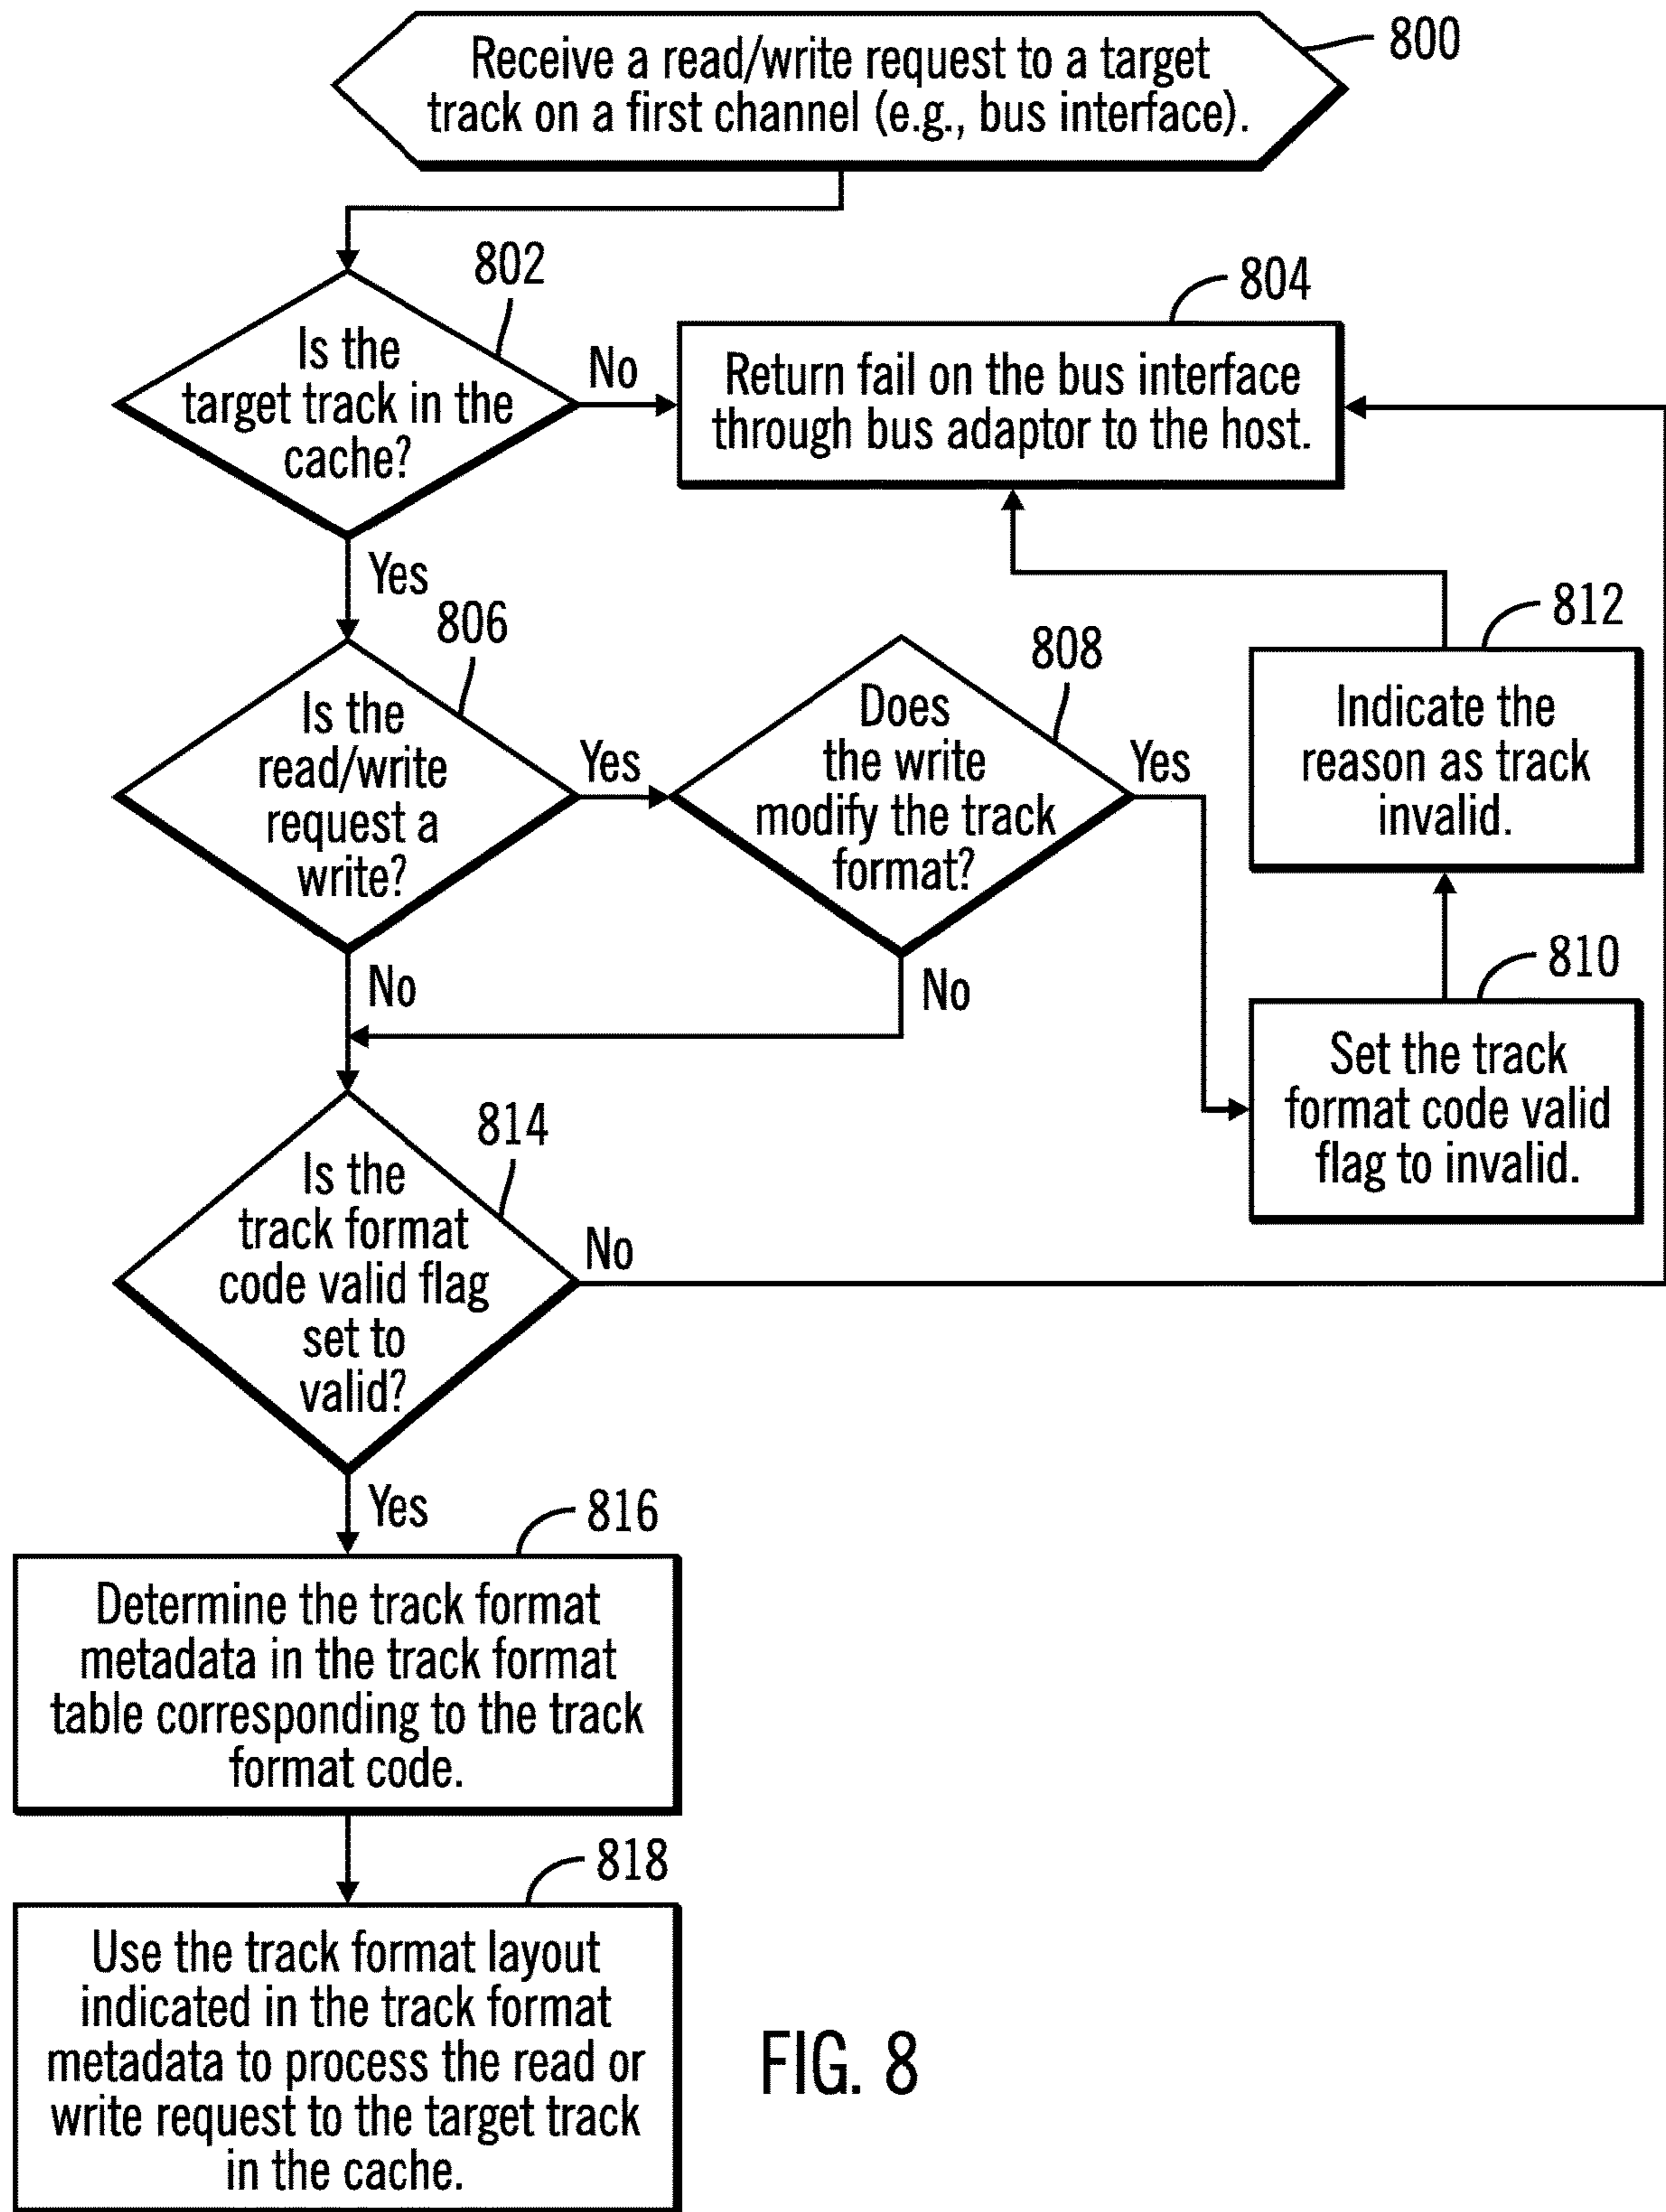 Receive a read/write request to a target
track on a first channel (e.g., bus interface).
800
802
Is the
target track in the
cache?
No
804
Return fail on the bus interface
through bus adaptor to the host.
Yes
806
Is the
read/write
request a
write?
Yes
808
Does
the write
modify the track
format?
Yes
812
Indicate the
reason as track
invalid.
No
No
810
Set the track
format code valid
flag to invalid.
814
Is the
track format
code valid flag
set to
valid?
No
Yes
816
Determine the track format
metadata in the track format
table corresponding to the track
format code.
818
Use the track format layout
indicated in the track format
metadata to process the read or
write request to the target track
in the cache.
FIG. 8